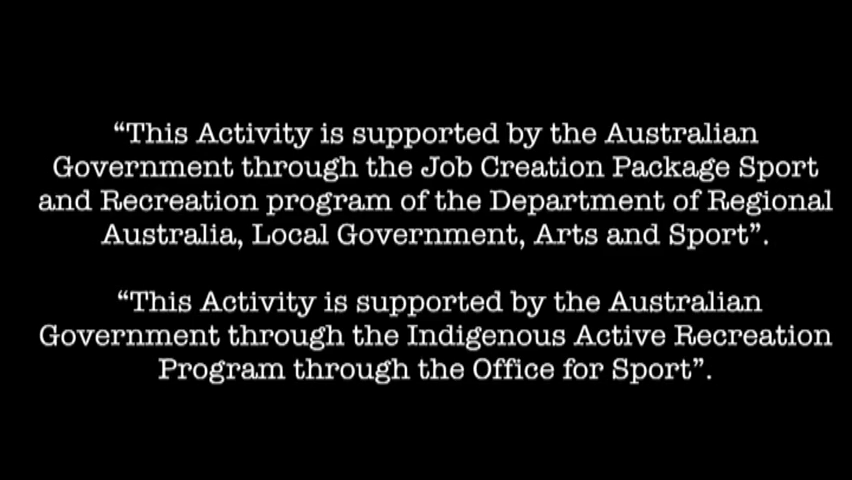 “This Activity is supported by the Australian
Government through the Job Creation Package Sport
and Recreation program of the Department of Regional
Australia, Local Government, Arts and Sport”.
“This Activity is supported by the Australian
Government through the Indigenous Active Recreation
Program through the Office for Sport”.